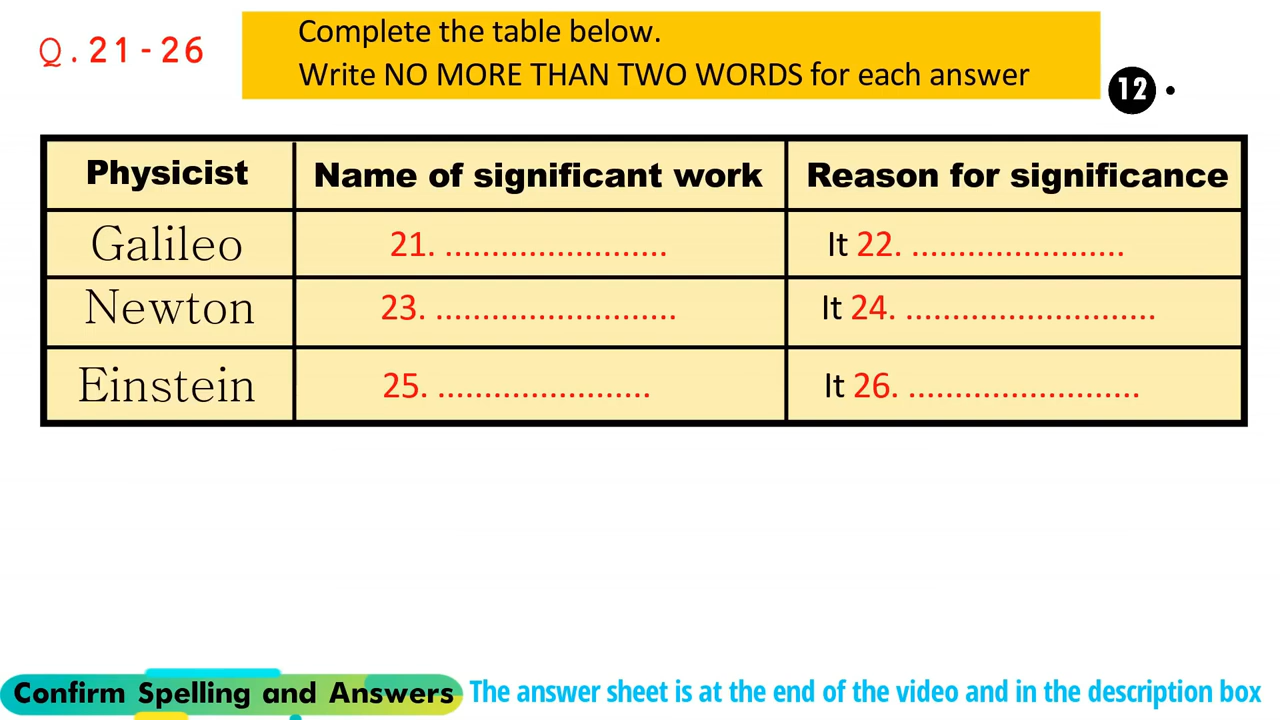 Q. 21 - 26
Complete the table below.
Write NO MORE THAN TWO WORDS for each answer
12 •
Physicist Name of significant work Reason for significance
Galileo 21. ........................ It 22. .......................
Newton 23. .......................... It 24. ...........................
Einstein 25. ....................... It 26. .........................
Confirm Spelling and Answers The answer sheet is at the end of the video and in the description box